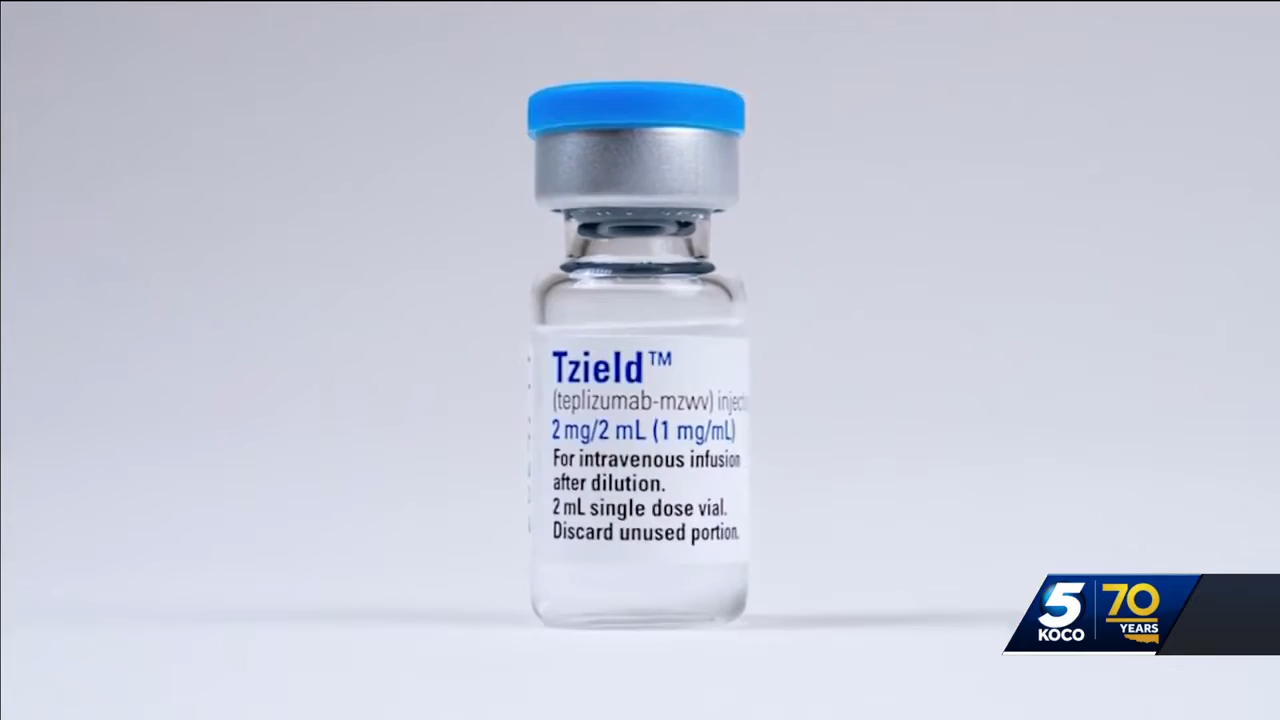 Tzield™
(teplizumab-mzwv)
2 mg/2 mL (1 mg/mL)
For intravenous infusion
after dilution.
2 mL single dose vial.
Discard unused portion.
5 70
KOCO YEARS